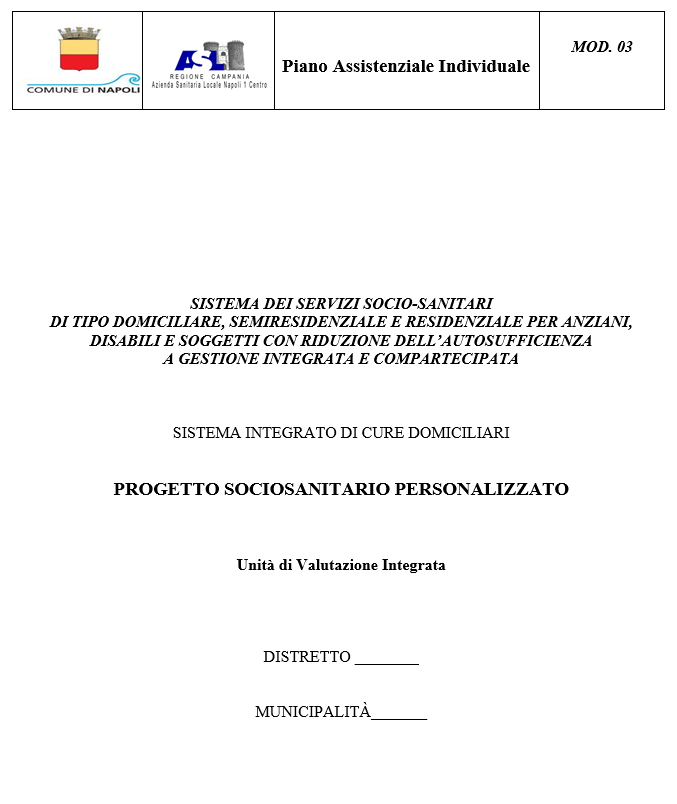 COMUNE DI NAPOLI
ASL
REGIONE CAMPANIA
Azienda Sanitaria Locale Napoli 1 Centro
Piano Assistenziale Individuale
MOD. 03
SISTEMA DEI SERVIZI SOCIO-SANITARI
DI TIPO DOMICILIARE, SEMIRESIDENZIALE E RESIDENZIALE PER ANZIANI,
DISABILI E SOGGETTI CON RIDUZIONE DELL’AUTOSUFFICIENZA
A GESTIONE INTEGRATA E COMPARTECIPATA
SISTEMA INTEGRATO DI CURE DOMICILIARI
PROGETTO SOCIOSANITARIO PERSONALIZZATO
Unità di Valutazione Integrata
DISTRETTO ________
MUNICIPALITÀ_______